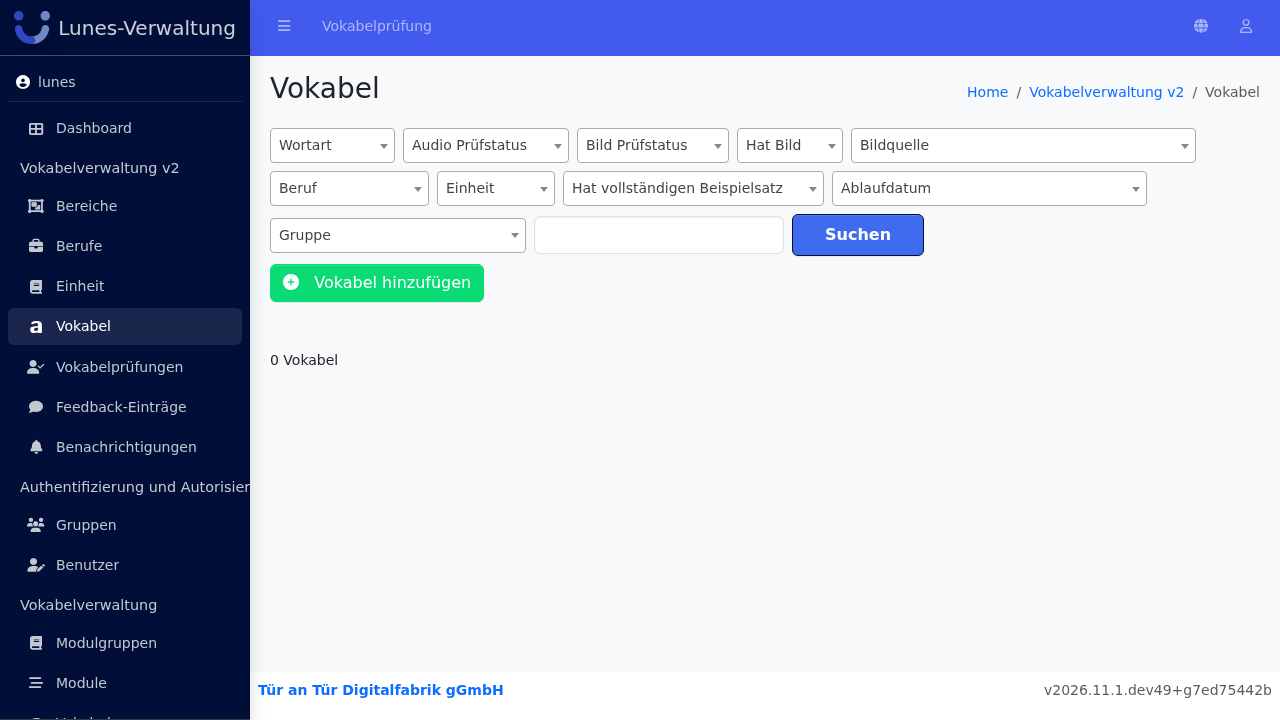 Lunes-Verwaltung
Vokabelprüfung
lunes
Dashboard
Vokabelverwaltung v2
Bereiche
Berufe
Einheit
Vokabel
Vokabelprüfungen
Feedback-Einträge
Benachrichtigungen
Authentifizierung und Autorisier
Gruppen
Benutzer
Vokabelverwaltung
Modulgruppen
Module
Vokabel
Home / Vokabelverwaltung v2 / Vokabel
Wortart Audio Prüfstatus Bild Prüfstatus Hat Bild Bildquelle
Beruf Einheit Hat vollständigen Beispielsatz Ablaufdatum
Gruppe Suchen
Vokabel hinzufügen
0 Vokabel
Tür an Tür Digitalfabrik gGmbH
v2026.11.1.dev49+g7ed75442b